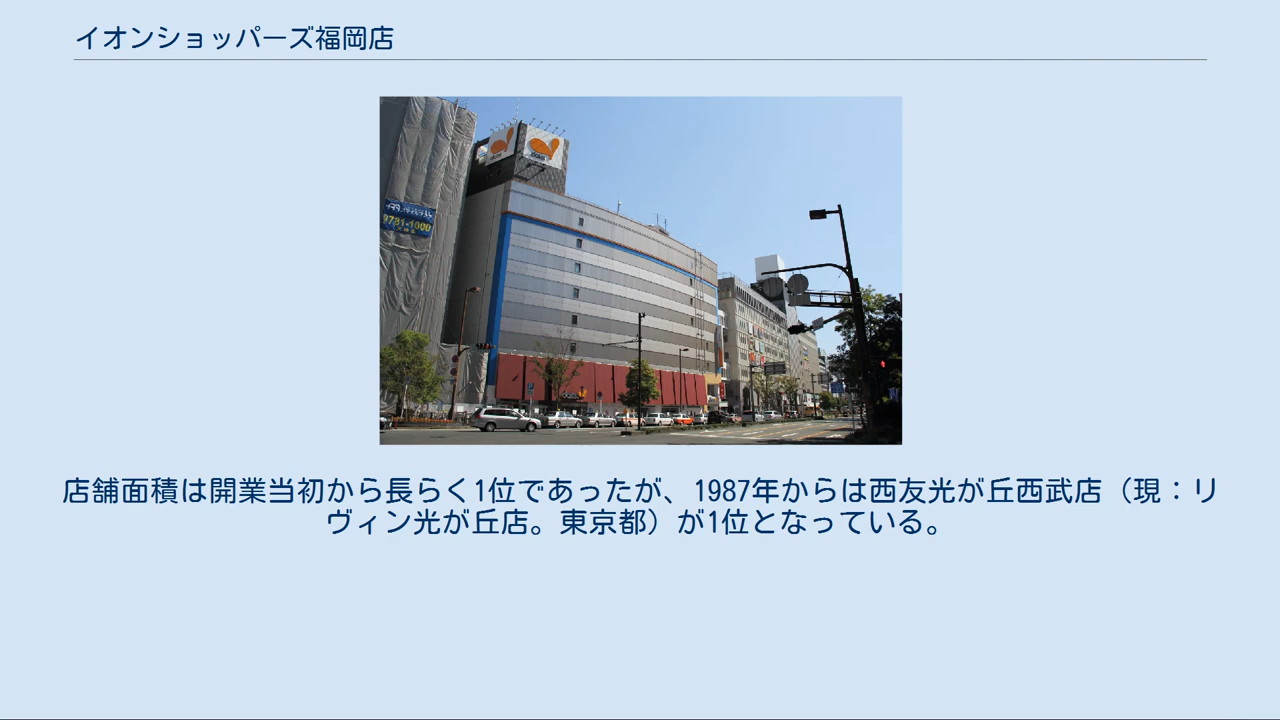 イオンショッパーズ福岡店
9781-1000
店舗面積は開業当初から長らく1位であったが、1987年からは西友光が丘西武店（現：リ
ヴィン光が丘店。東京都）が1位となっている。